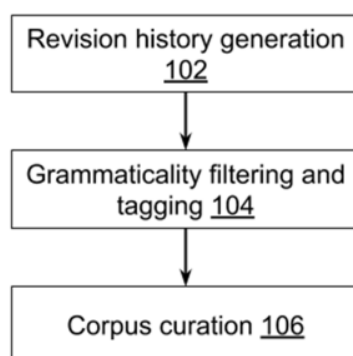 Revision history generation
102
Grammaticality filtering and
tagging 104
Corpus curation 106